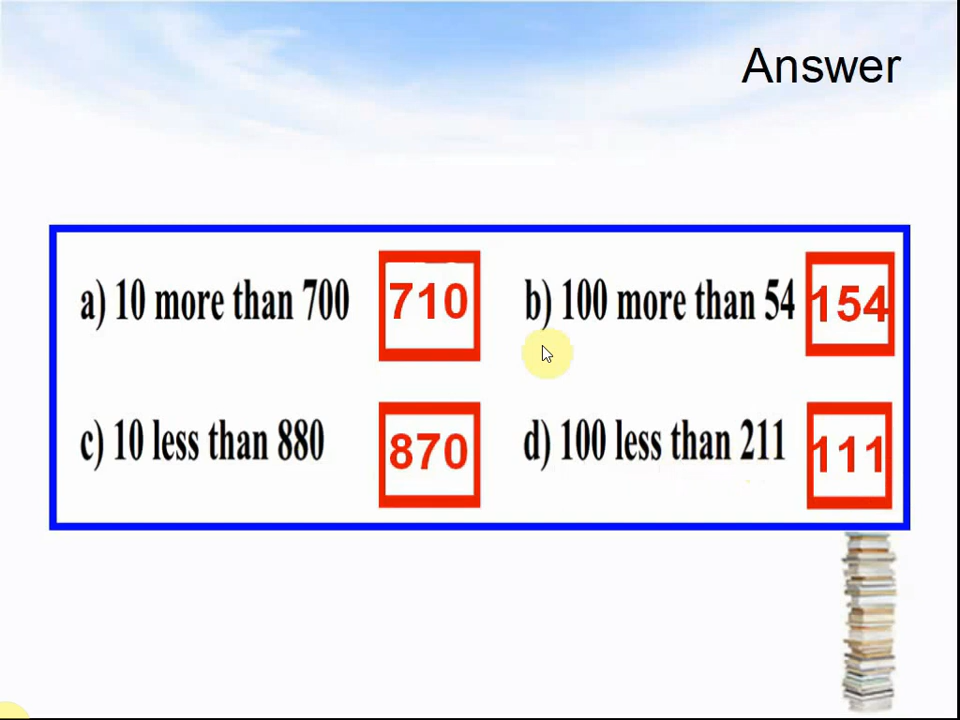 Answer
a) 10 more than 700 710 b) 100 more than 54 154
c) 10 less than 880 870 d) 100 less than 211 111